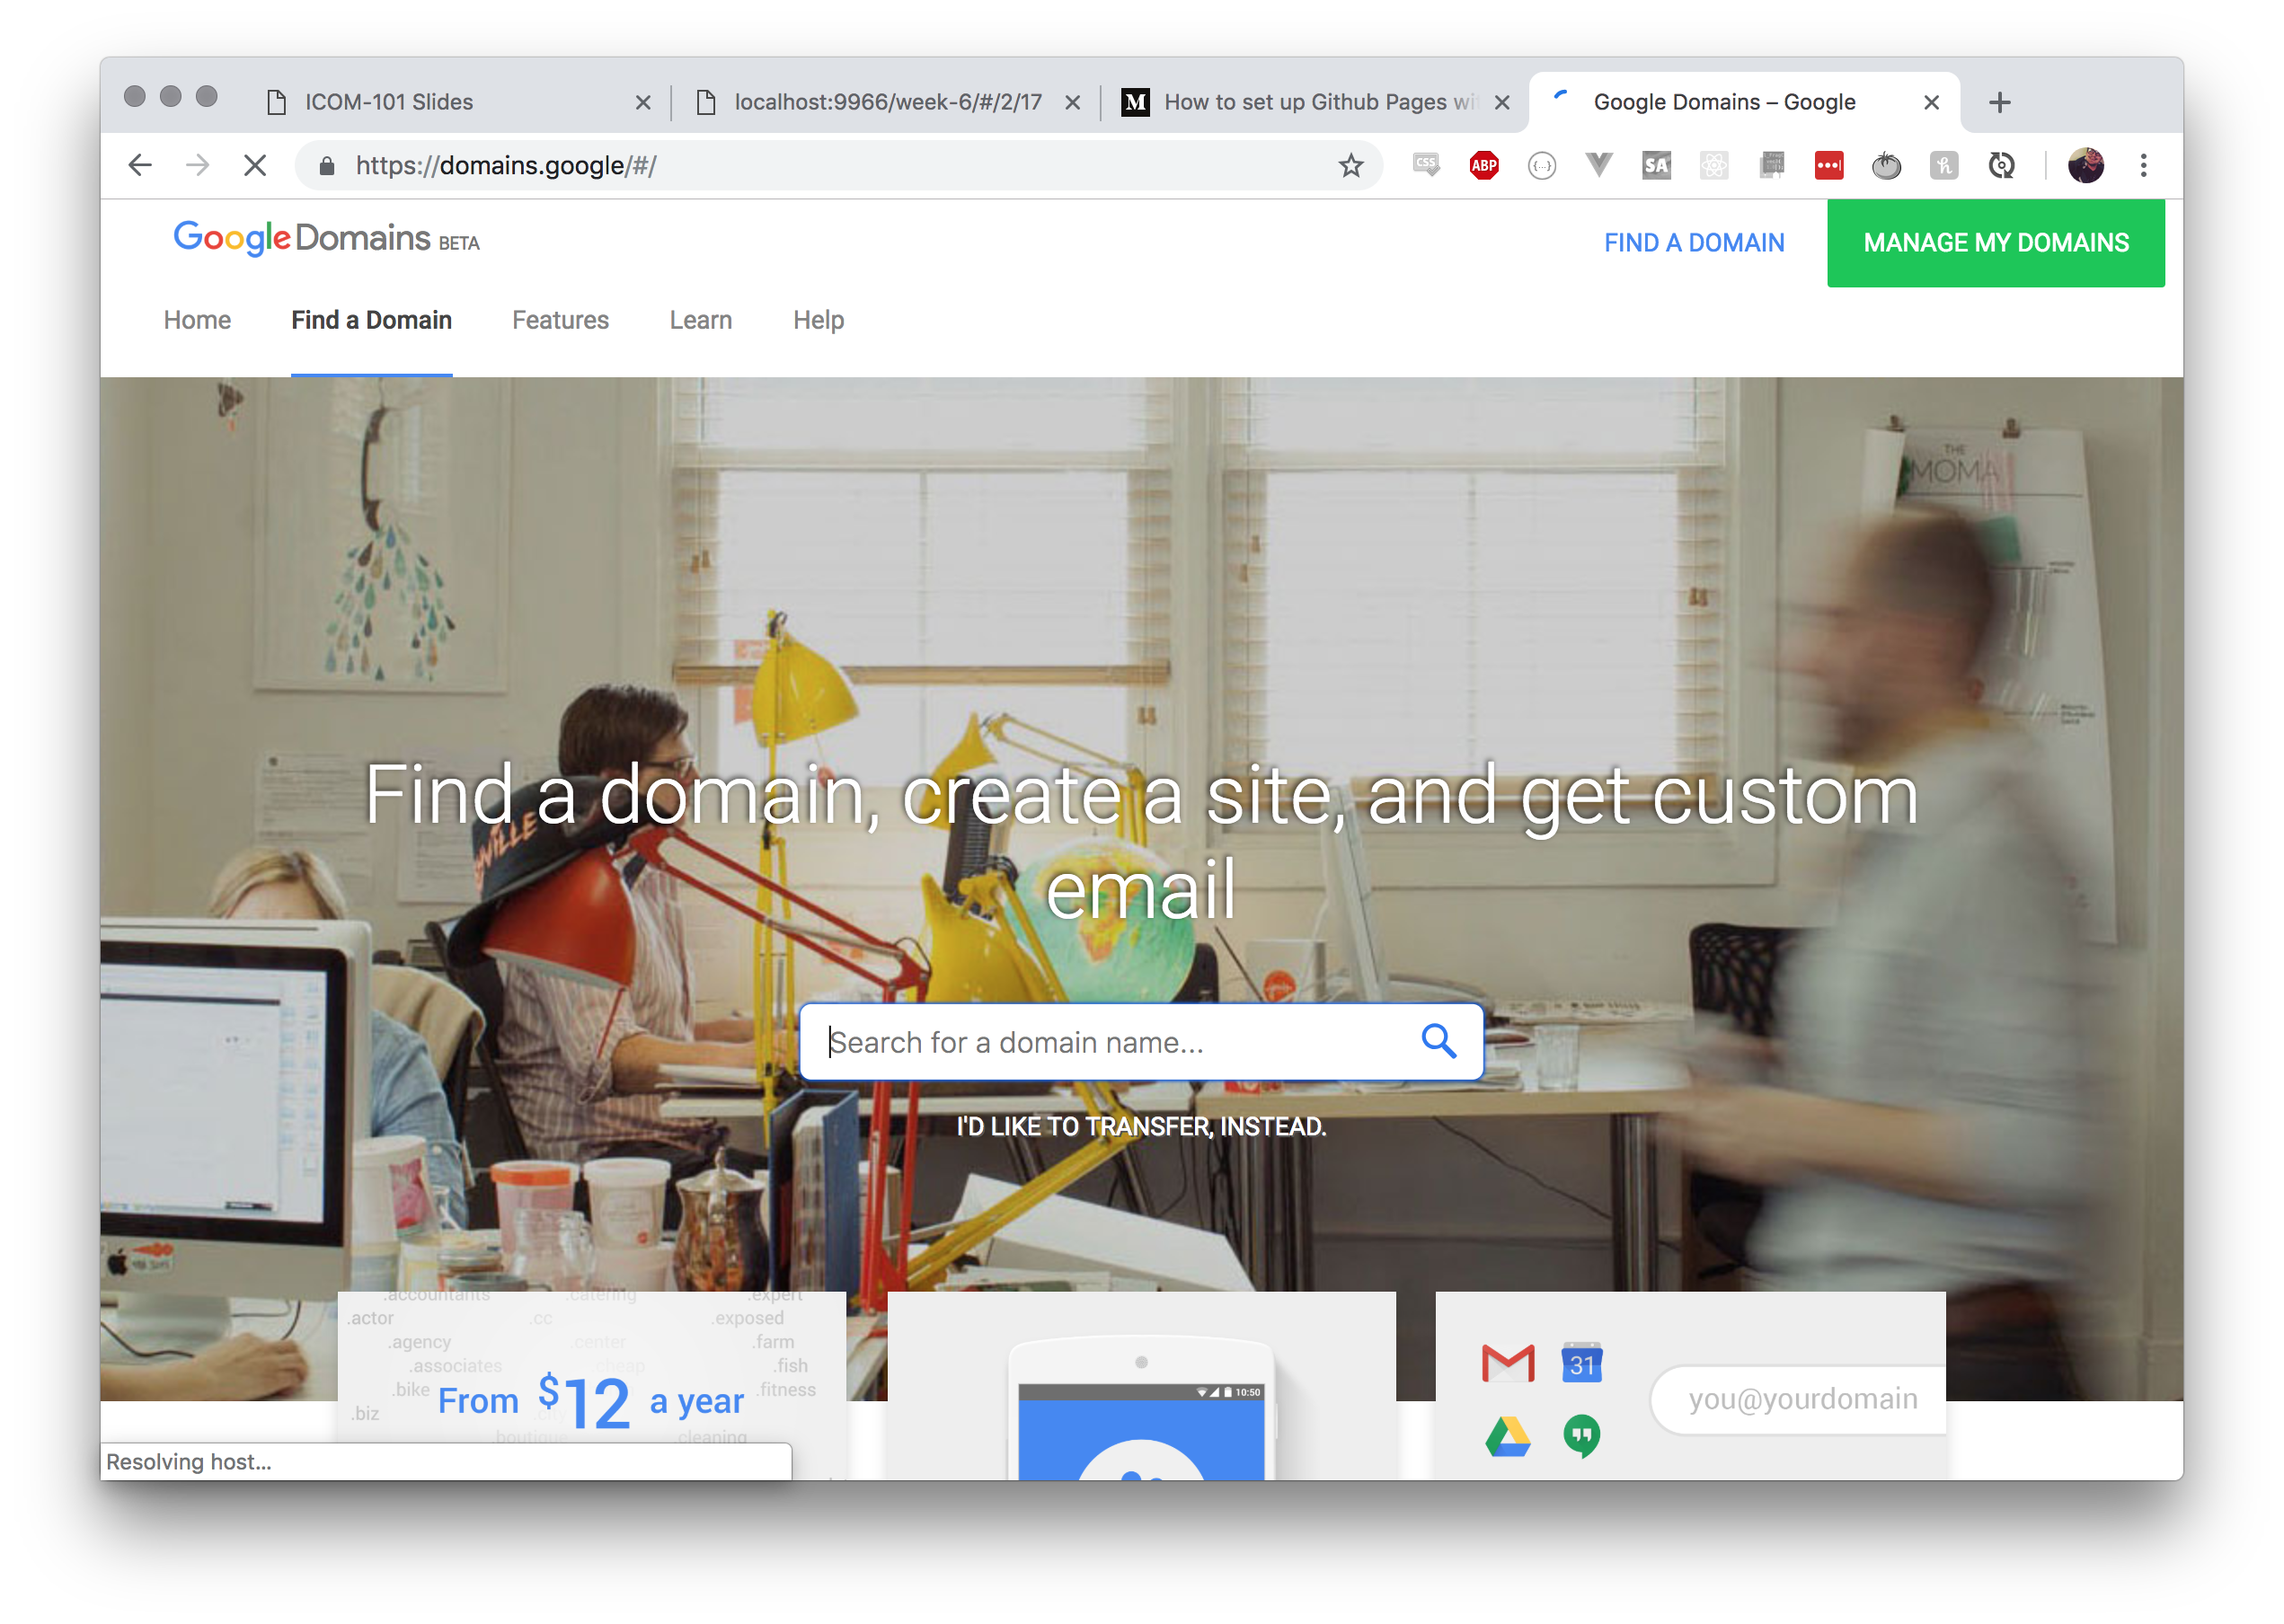 ICOM-101 Slides
localhost:9966/week-6/#/2/17
How to set up Github Pages wi
Google Domains – Google
https://domains.google/#/
CSS
ABP
{...}
SA
Google Domains BETA
FIND A DOMAIN
MANAGE MY DOMAINS
Home
Find a Domain
Features
Learn
Help
THE
MOMA
Find a domain, create a site, and get custom
email
Search for a domain name...
I'D LIKE TO TRANSFER, INSTEAD.
.accountants .catering .expert
.actor .cc .exposed
.agency .center .farm
.associates .cheap .fish
.bike .fitness
From $12 a year
.biz .city
.boutique .cleaning
10:50
31
you@yourdomain
Resolving host...